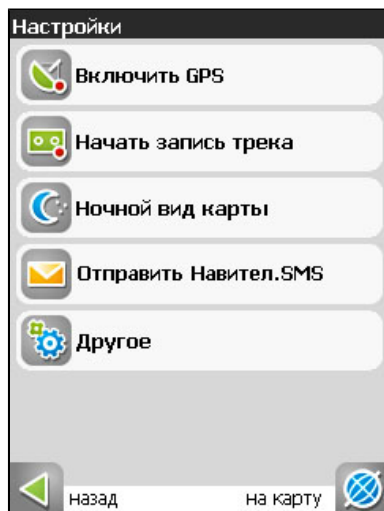 Настройки
Включить GPS
Начать запись трека
Ночной вид карты
Отправить Навител.SMS
Другое
назад на карту